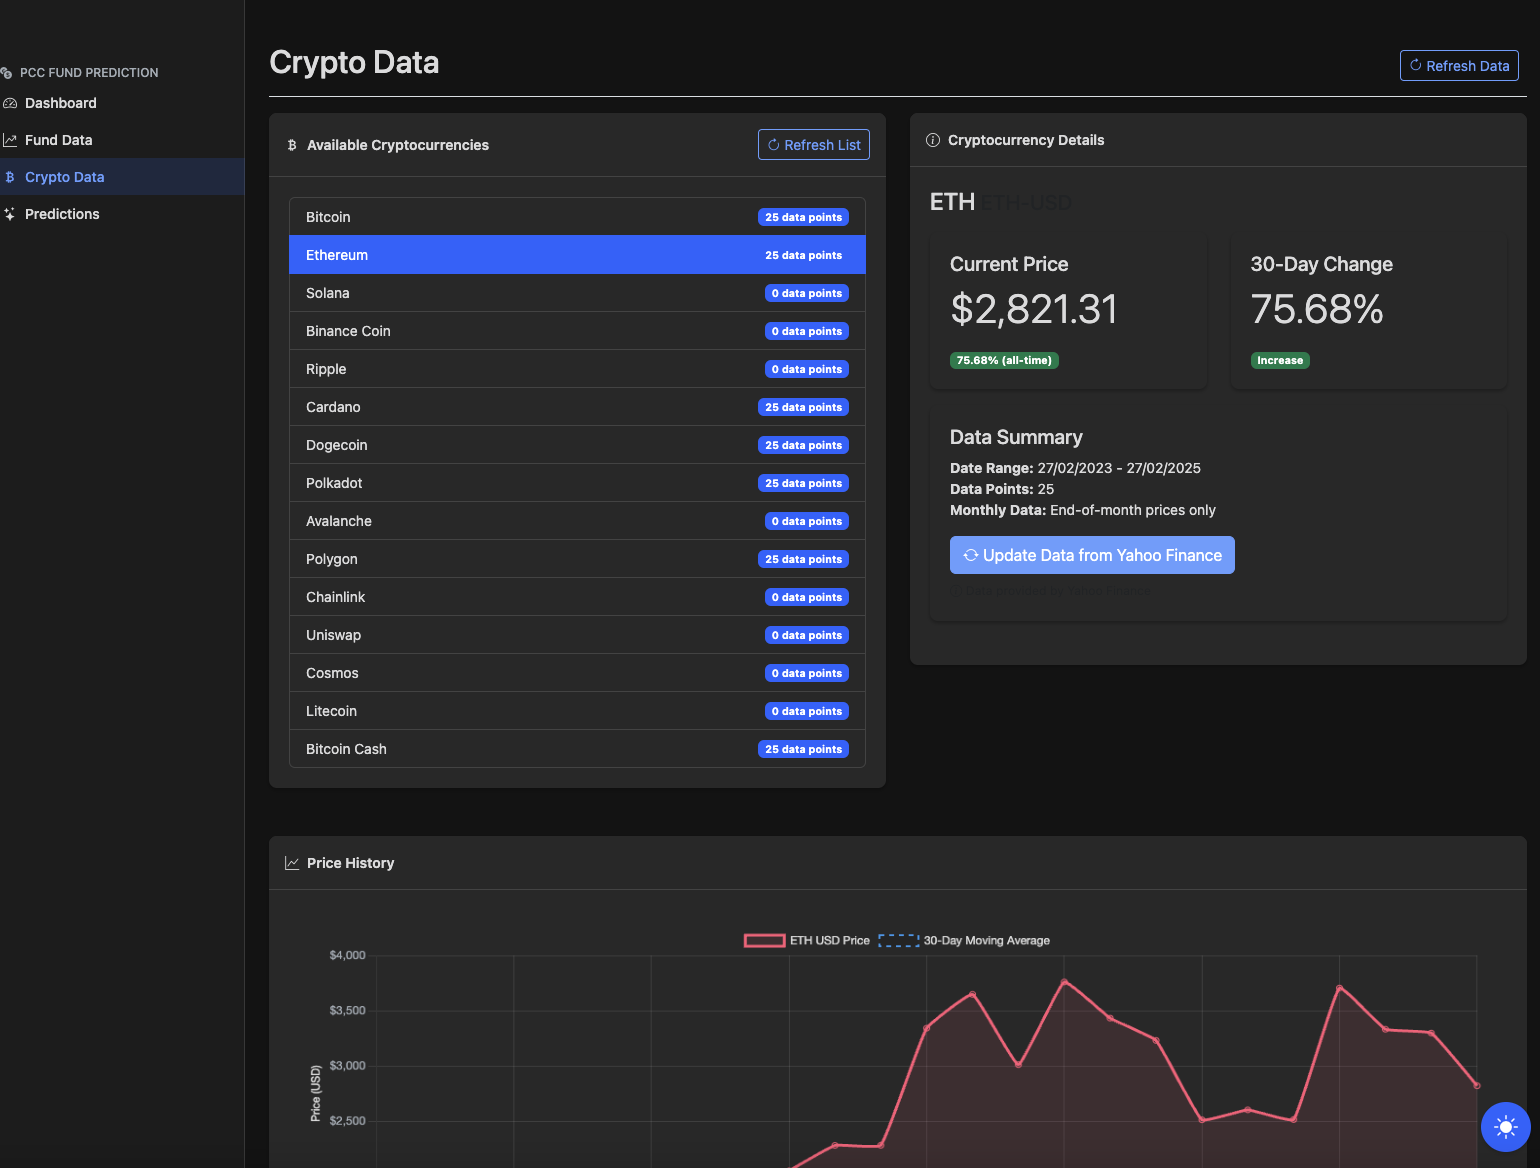 PCC FUND PREDICTION
Dashboard
Fund Data
Crypto Data
Predictions
Crypto Data
Refresh Data
Available Cryptocurrencies
Refresh List
Bitcoin 25 data points
Ethereum 25 data points
Solana 0 data points
Binance Coin 0 data points
Ripple 0 data points
Cardano 25 data points
Dogecoin 25 data points
Polkadot 25 data points
Avalanche 0 data points
Polygon 25 data points
Chainlink 0 data points
Uniswap 0 data points
Cosmos 0 data points
Litecoin 0 data points
Bitcoin Cash 25 data points
Cryptocurrency Details
ETH ETH-USD
Current Price
$2,821.31
75.68% (all-time)
30-Day Change
75.68%
Increase
Data Summary
Date Range: 27/02/2023 - 27/02/2025
Data Points: 25
Monthly Data: End-of-month prices only
Update Data from Yahoo Finance
Price History
ETH USD Price 30-Day Moving Average
$4,000
$3,500
$3,000
$2,500
Price (USD)